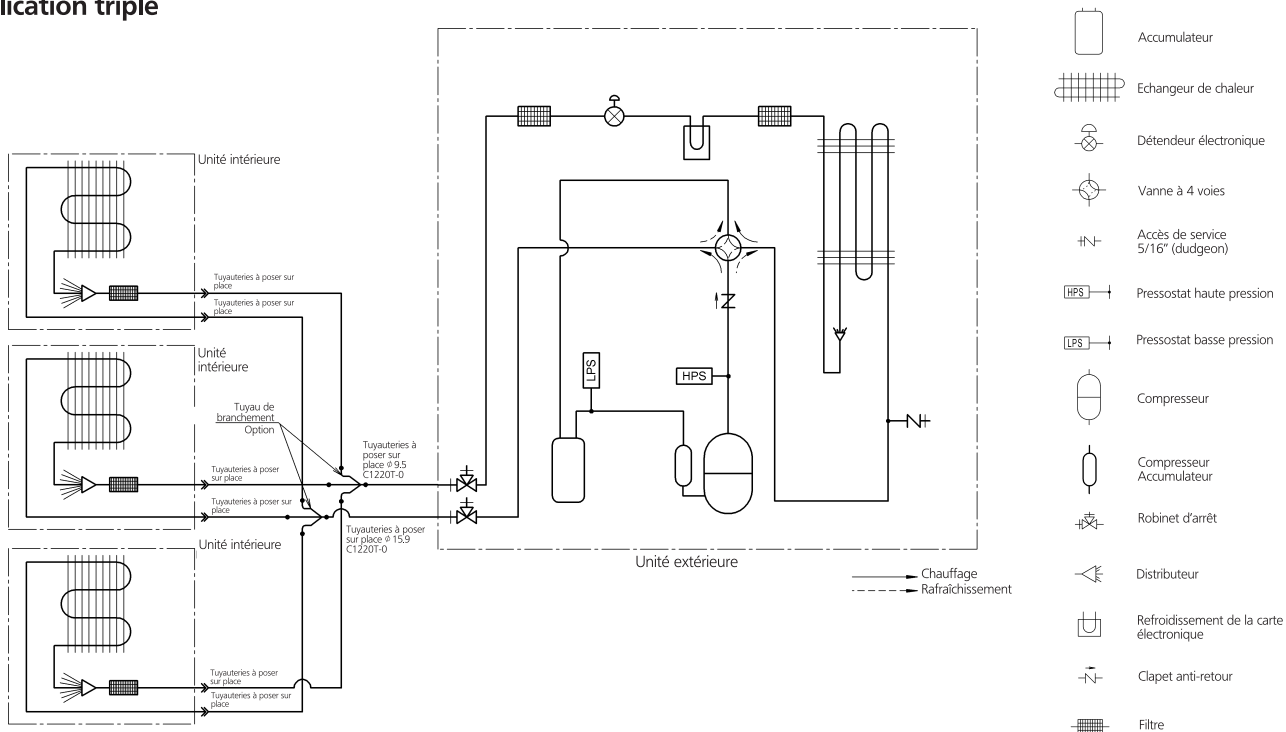 lication triple
Unité intérieure
Tuyauteries à poser sur
place
Tuyauteries à poser sur
place
Unité
intérieure
Tuyau de
branchement
Option
Tuyauteries à
poser sur
place φ 9.5
C1220T-0
Tuyauteries à poser
sur place
Tuyauteries à poser sur
place
Tuyauteries à poser
sur place φ 15.9
C1220T-0
Unité intérieure
Tuyauteries à poser
sur place
Tuyauteries à poser sur
place
LPS
HPS
Unité extérieure
Chauffage
Rafraîchissement
Accumulateur
Echangeur de chaleur
Détendeur électronique
Vanne à 4 voies
Accès de service
5/16" (dudgeon)
HPS
Pressostat haute pression
LPS
Pressostat basse pression
Compresseur
Compresseur
Accumulateur
Robinet d'arrêt
Distributeur
Refroidissement de la carte
électronique
Clapet anti-retour
Filtre